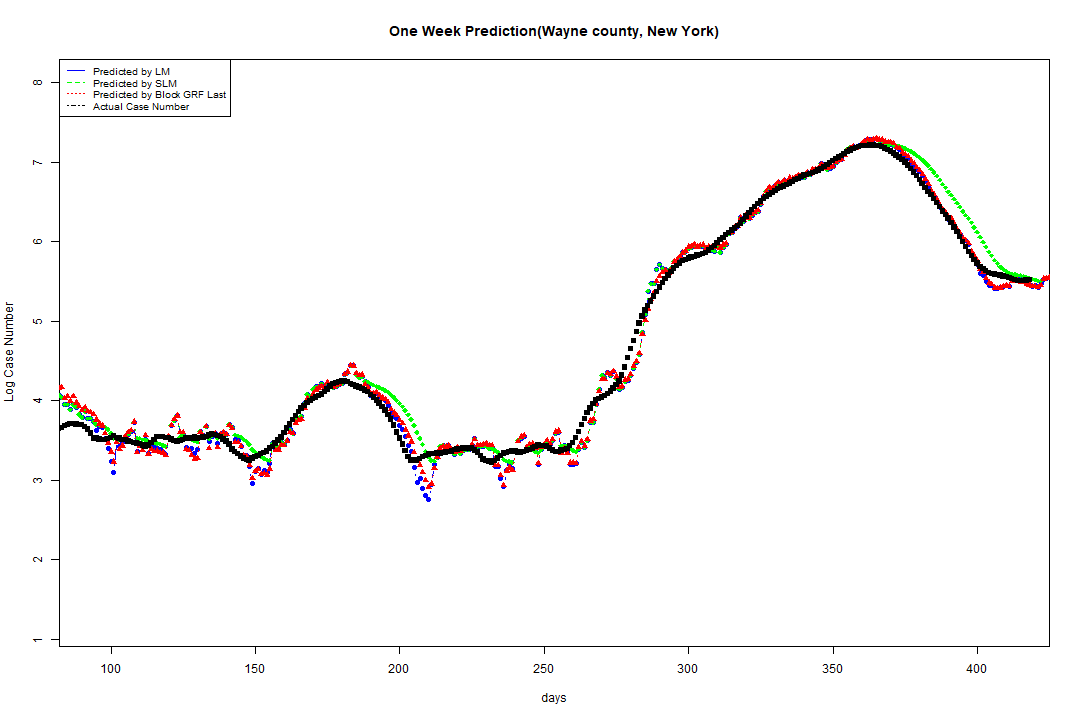 One Week Prediction(Wayne county, New York)
Predicted by LM
Predicted by SLM
Predicted by Block GRF Last
Actual Case Number
8
7
6
5
4
3
2
1
Log Case Number
100 150 200 250 300 350 400
days